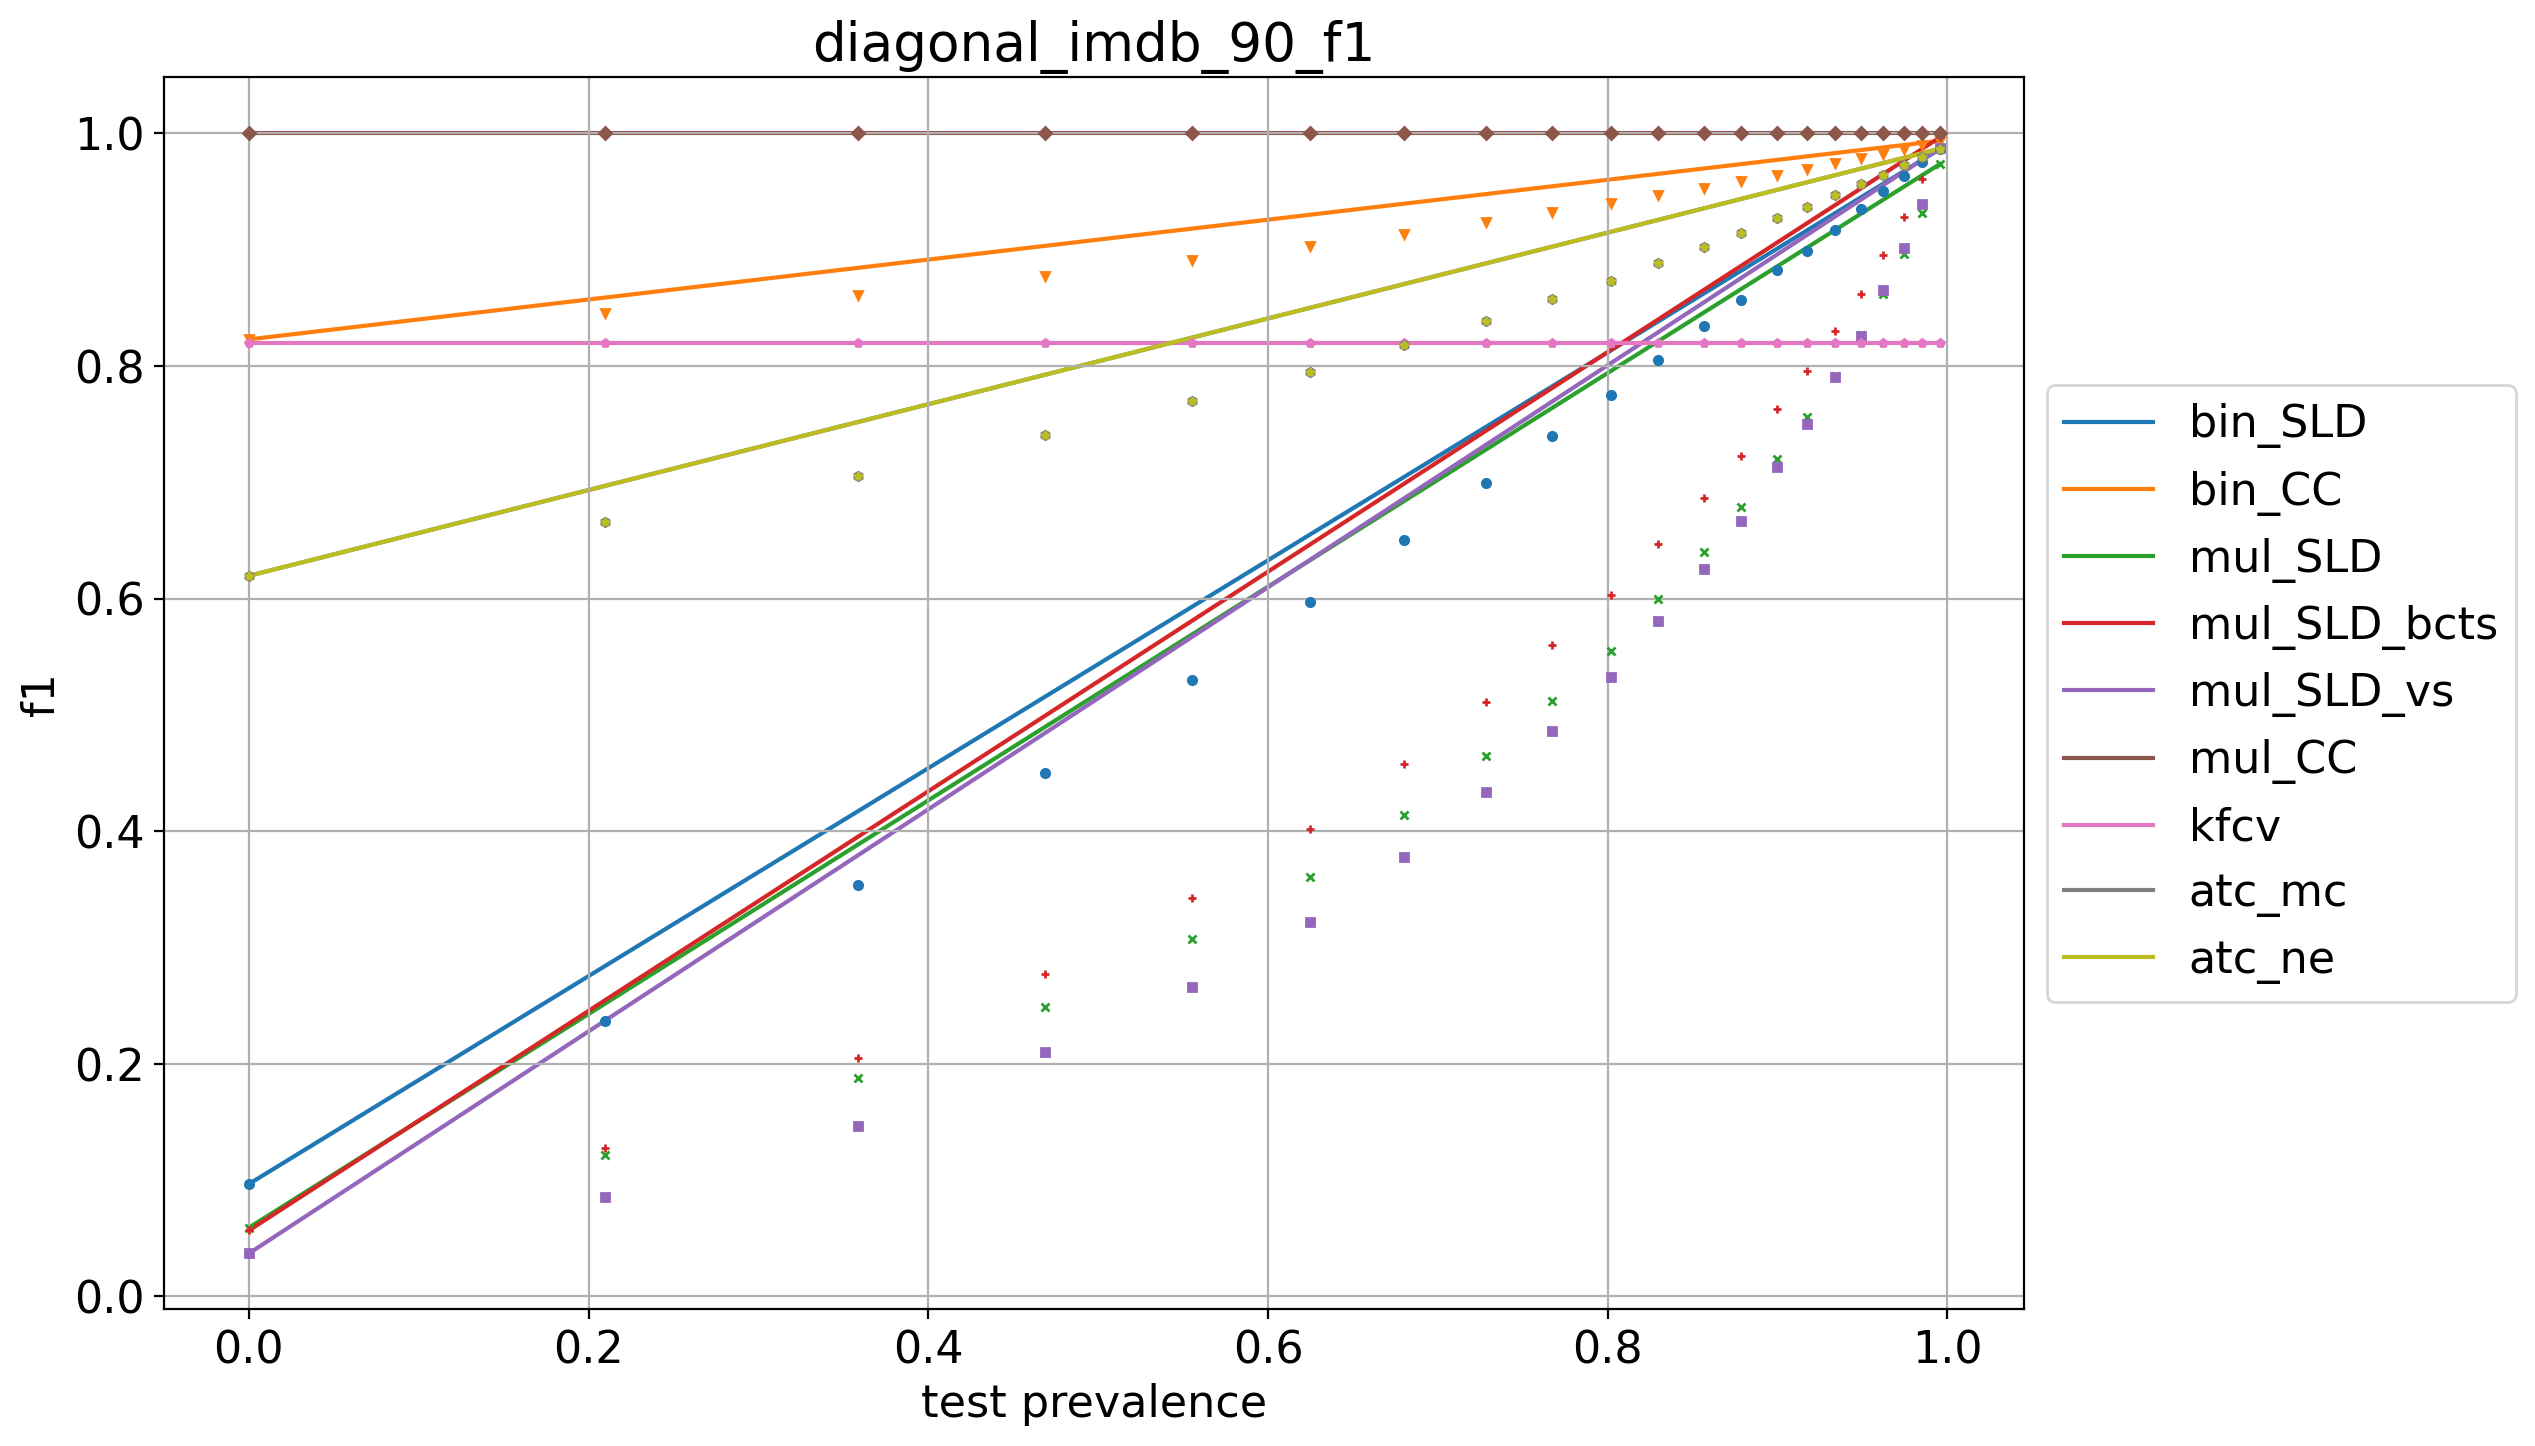 diagonal_imdb_90_f1
1.0
0.8
0.6
0.4
0.2
0.0
f1
0.0 0.2 0.4 0.6 0.8 1.0
test prevalence
bin_SLD
bin_CC
mul_SLD
mul_SLD_bcts
mul_SLD_vs
mul_CC
kfcv
atc_mc
atc_ne